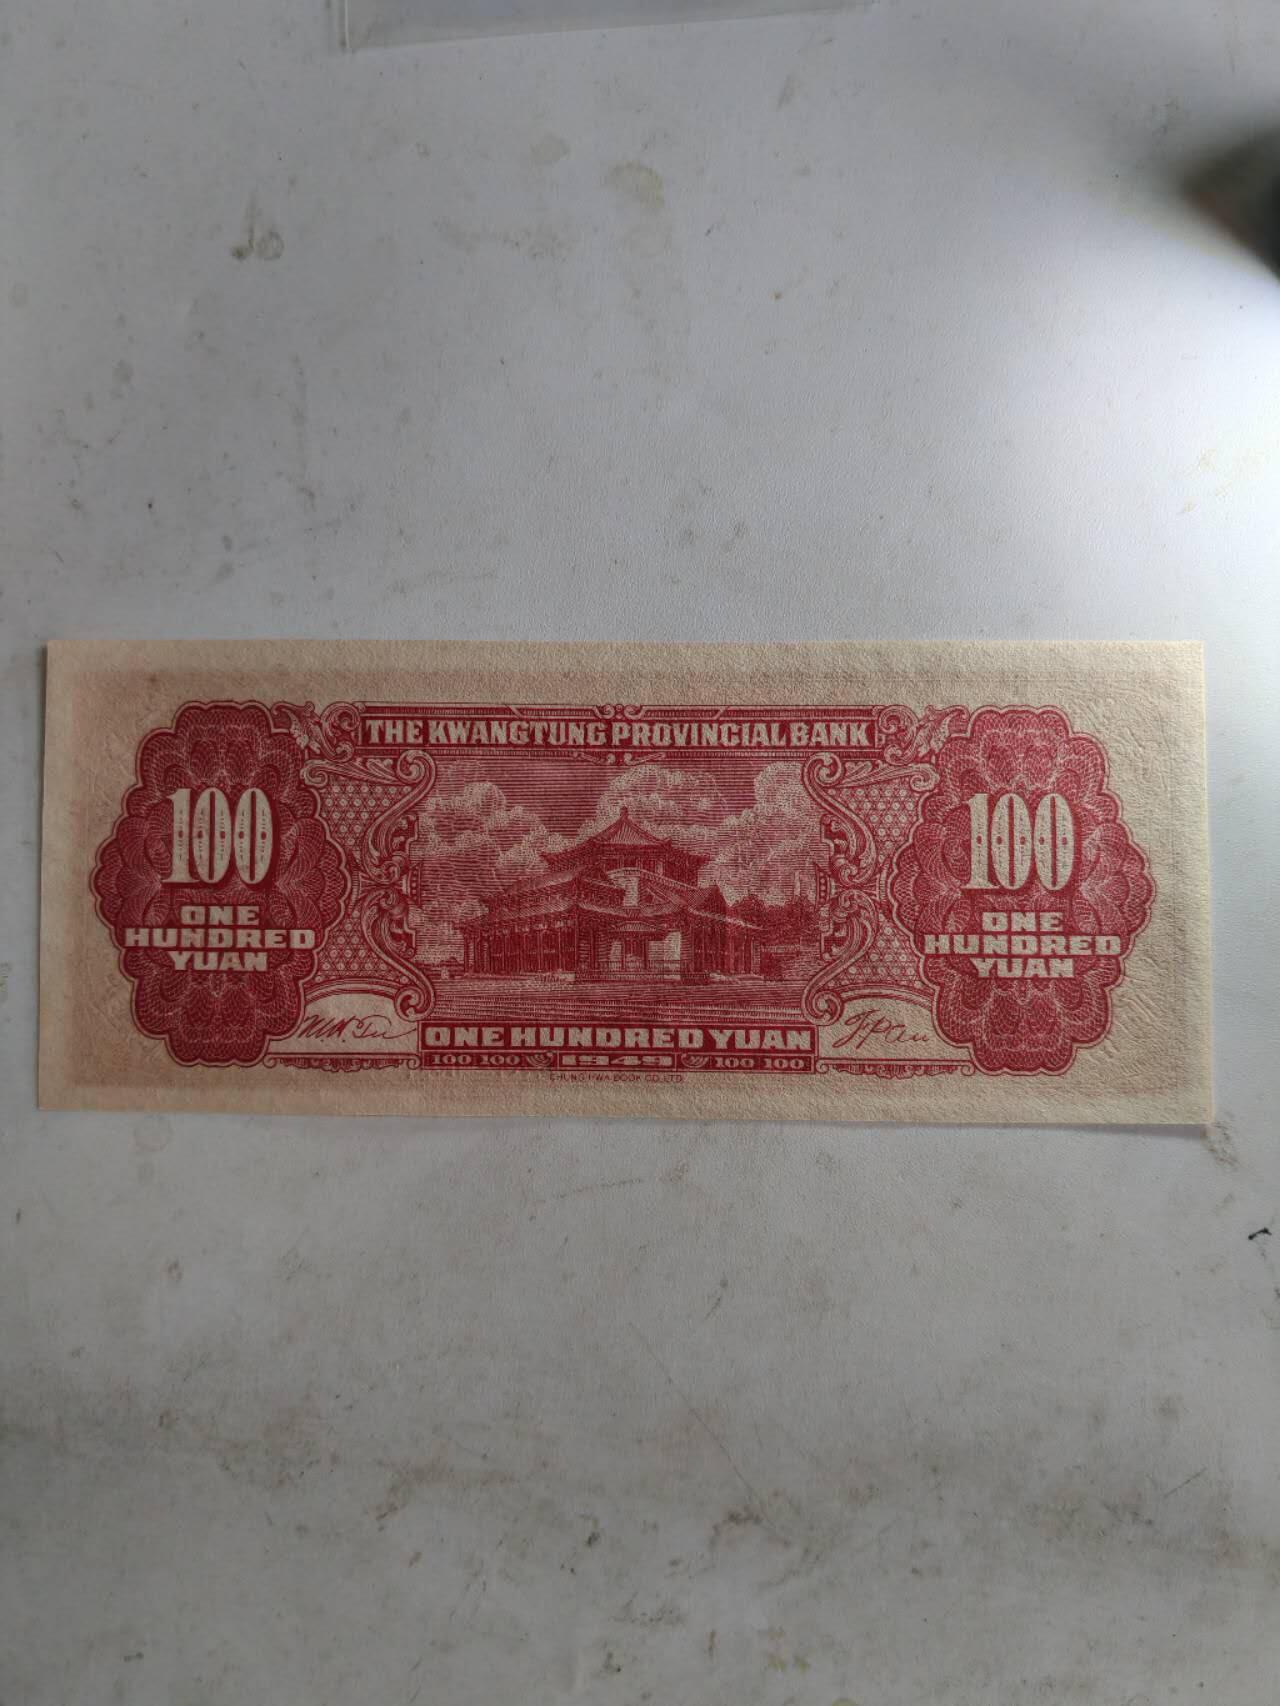 THE KWANGTUNG PROVINCIAL BANK
100
ONE
HUNDRED
YUAN
100
ONE
HUNDRED
YUAN
ONE HUNDRED YUAN
100 100 1949 100 100
CHUNG HWA BOOK CO. LTD.